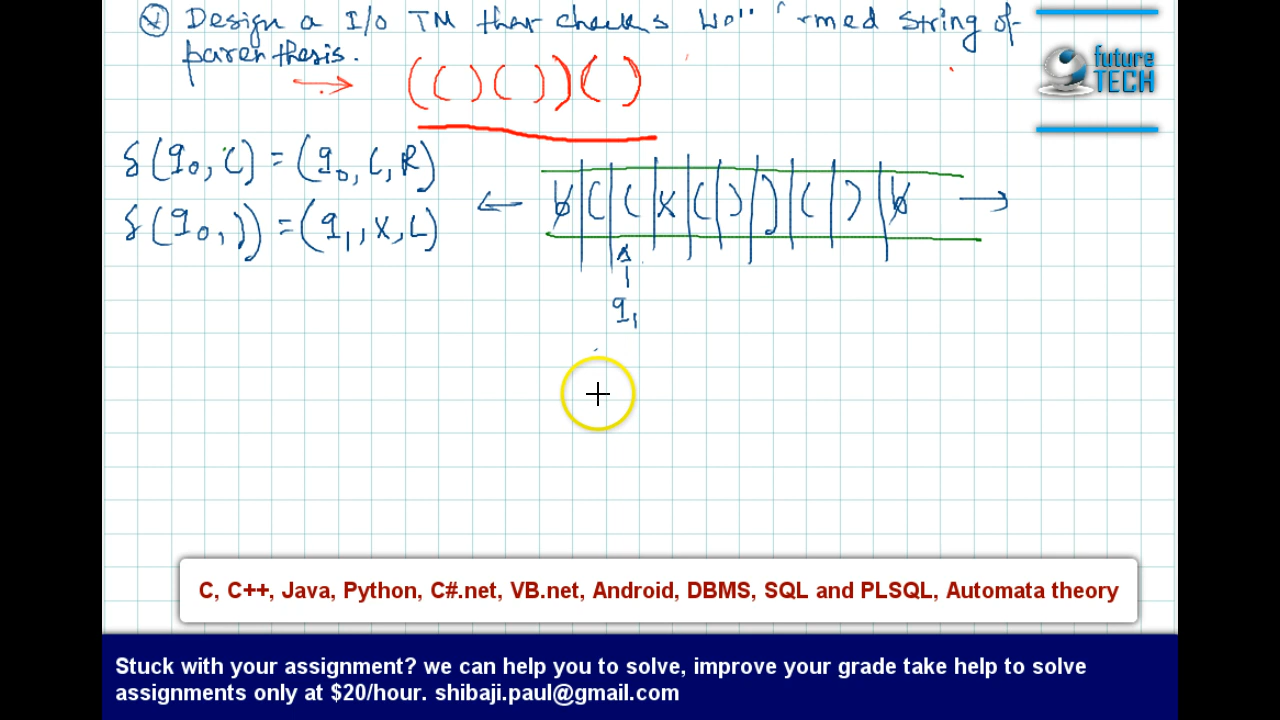 Design a I/O TM that checks
string of
parenthesis.
future
TECH
→ (()())()
δ(q₀, () = (q₀, (, R)
δ(q₀, )) = (q₁, X, L)
← ƀ ( ( X ( ) ) ( ) ƀ →
q₁
C, C++, Java, Python, C#.net, VB.net, Android, DBMS, SQL and PLSQL, Automata theory
Stuck with your assignment? we can help you to solve, improve your grade take help to solve
assignments only at $20/hour. shibaji.paul@gmail.com